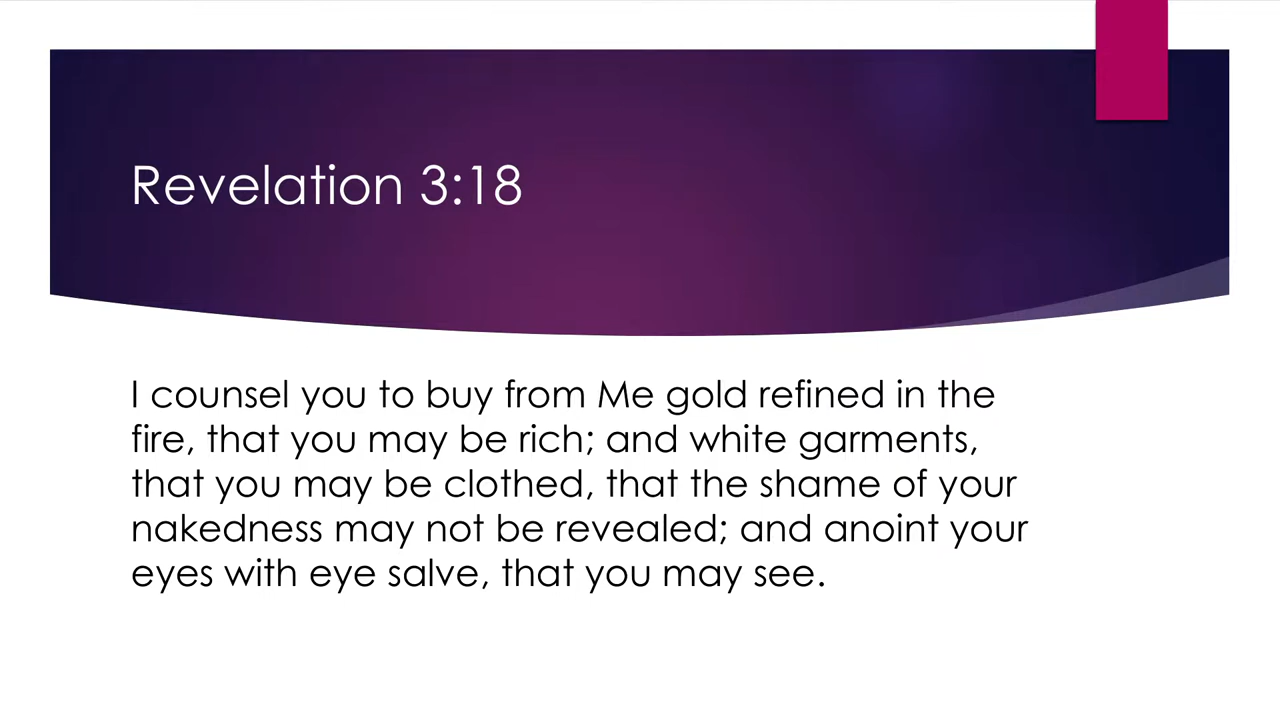 Revelation 3:18
I counsel you to buy from Me gold refined in the
fire, that you may be rich; and white garments,
that you may be clothed, that the shame of your
nakedness may not be revealed; and anoint your
eyes with eye salve, that you may see.